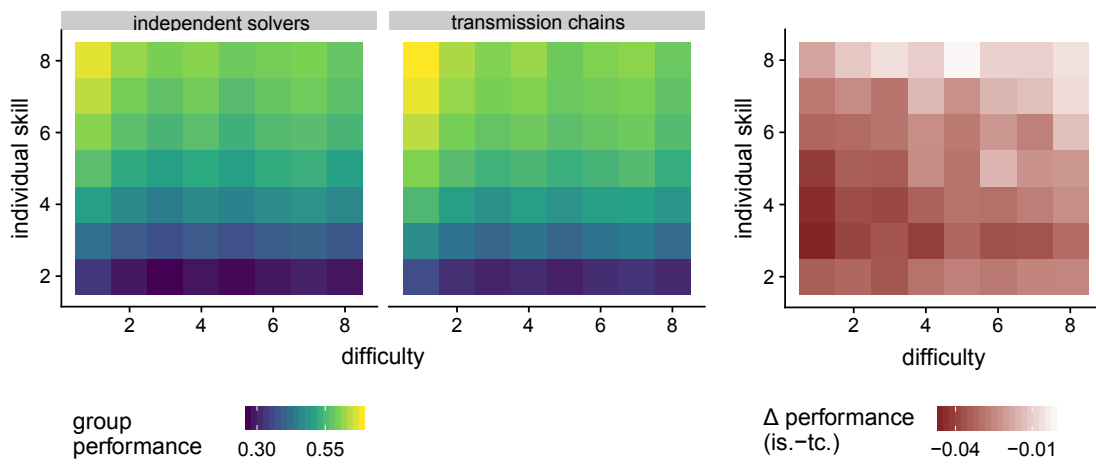 independent solvers
transmission chains
individual skill
8
6
4
2
2 4 6 8
2 4 6 8
difficulty
individual skill
8
6
4
2
2 4 6 8
difficulty
group
performance
0.30 0.55
Δ performance
(is.−tc.)
−0.04 −0.01